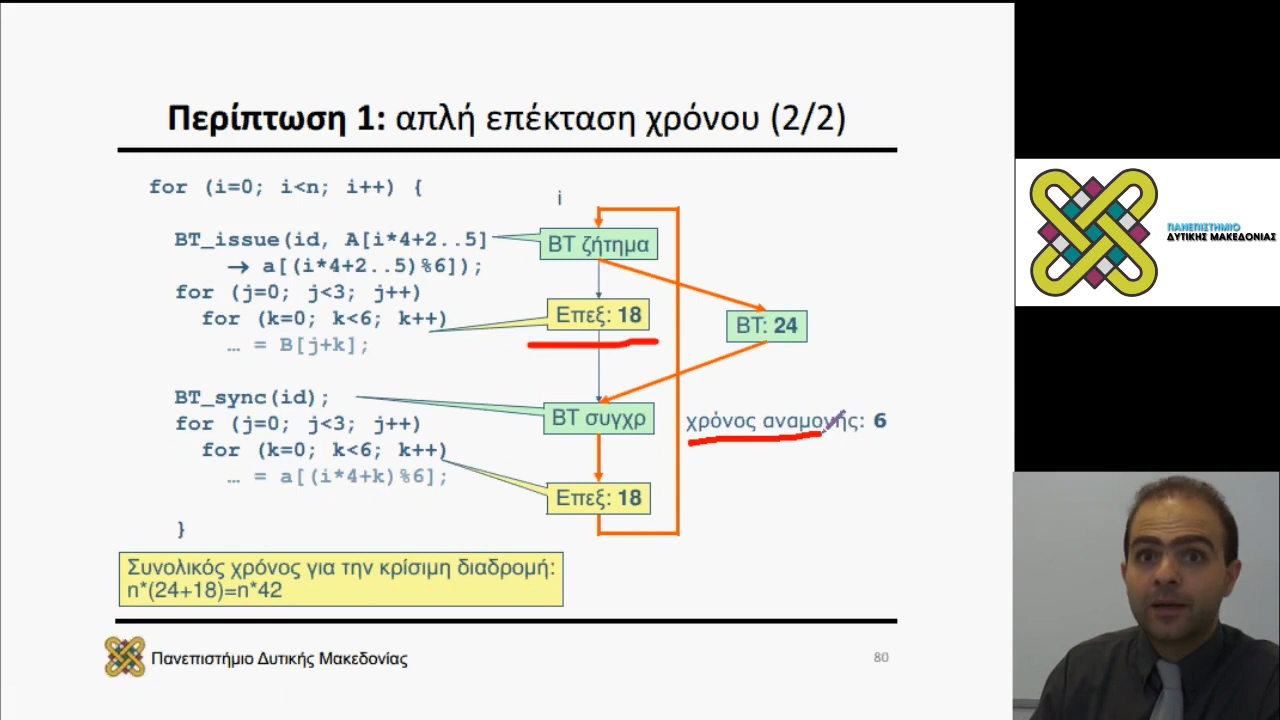 Περίπτωση 1: απλή επέκταση χρόνου (2/2)
for (i=0; i<n; i++) {
BT_issue(id, A[i*4+2..5]
→ a[(i*4+2..5)%6]);
for (j=0; j<3; j++)
for (k=0; k<6; k++)
… = B[j+k];
BT_sync(id);
for (j=0; j<3; j++)
for (k=0; k<6; k++)
… = a[(i*4+k)%6];
}
i
BT ζήτημα
Επεξ: 18
BT: 24
BT συγχρ
χρόνος αναμονής: 6
Επεξ: 18
Συνολικός χρόνος για την κρίσιμη διαδρομή:
n*(24+18)=n*42
Πανεπιστήμιο Δυτικής Μακεδονίας
80
ΠΑΝΕΠΙΣΤΗΜΙΟ
ΔΥΤΙΚΗΣ ΜΑΚΕΔΟΝΙΑΣ